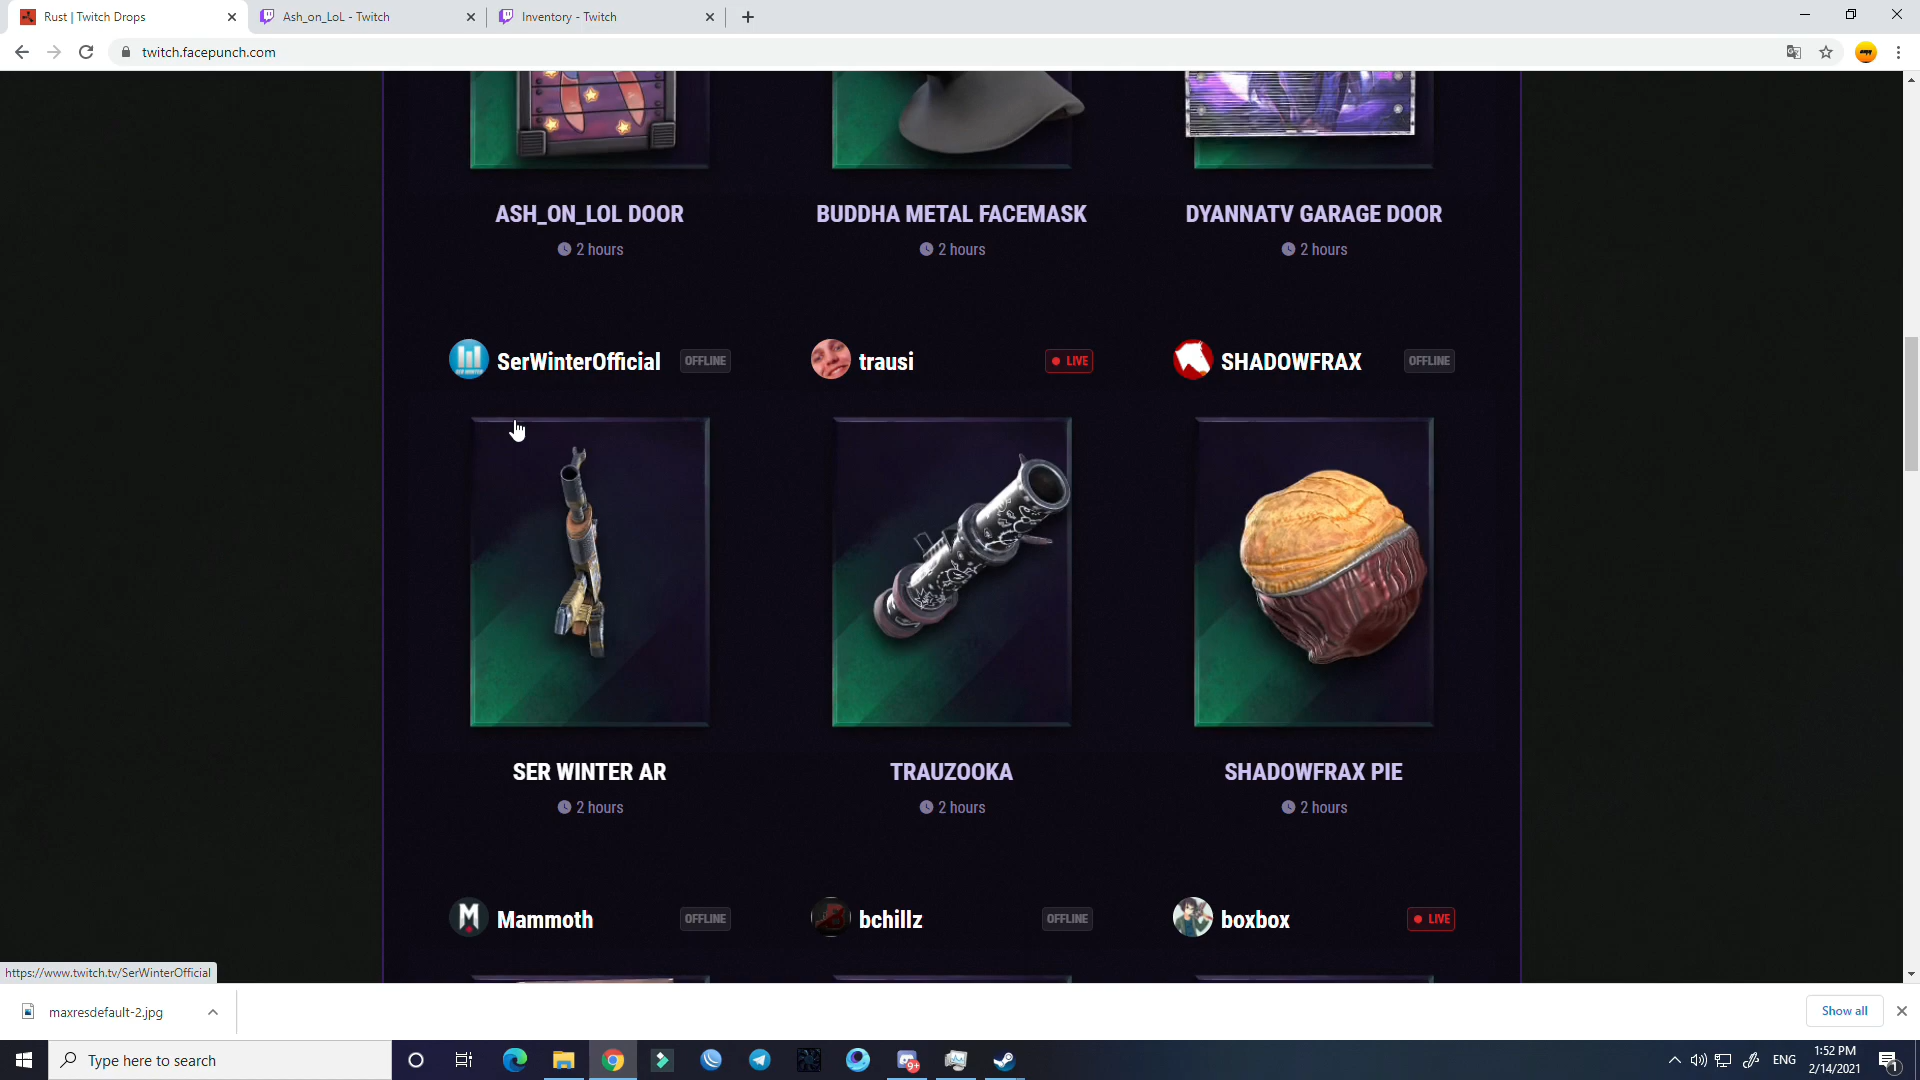 Rust | Twitch Drops
Ash_on_LoL - Twitch
Inventory - Twitch
twitch.facepunch.com
ASH_ON_LOL DOOR
BUDDHA METAL FACEMASK
DYANNATV GARAGE DOOR
2 hours
2 hours
2 hours
SerWinterOfficial
OFFLINE
trausi
LIVE
SHADOWFRAX
OFFLINE
SER WINTER AR
TRAUZOOKA
SHADOWFRAX PIE
2 hours
2 hours
2 hours
Mammoth
OFFLINE
bchillz
OFFLINE
boxbox
LIVE
https://www.twitch.tv/SerWinterOfficial
maxresdefault-2.jpg
Show all
Type here to search
9+
ENG
1:52 PM
2/14/2021
1